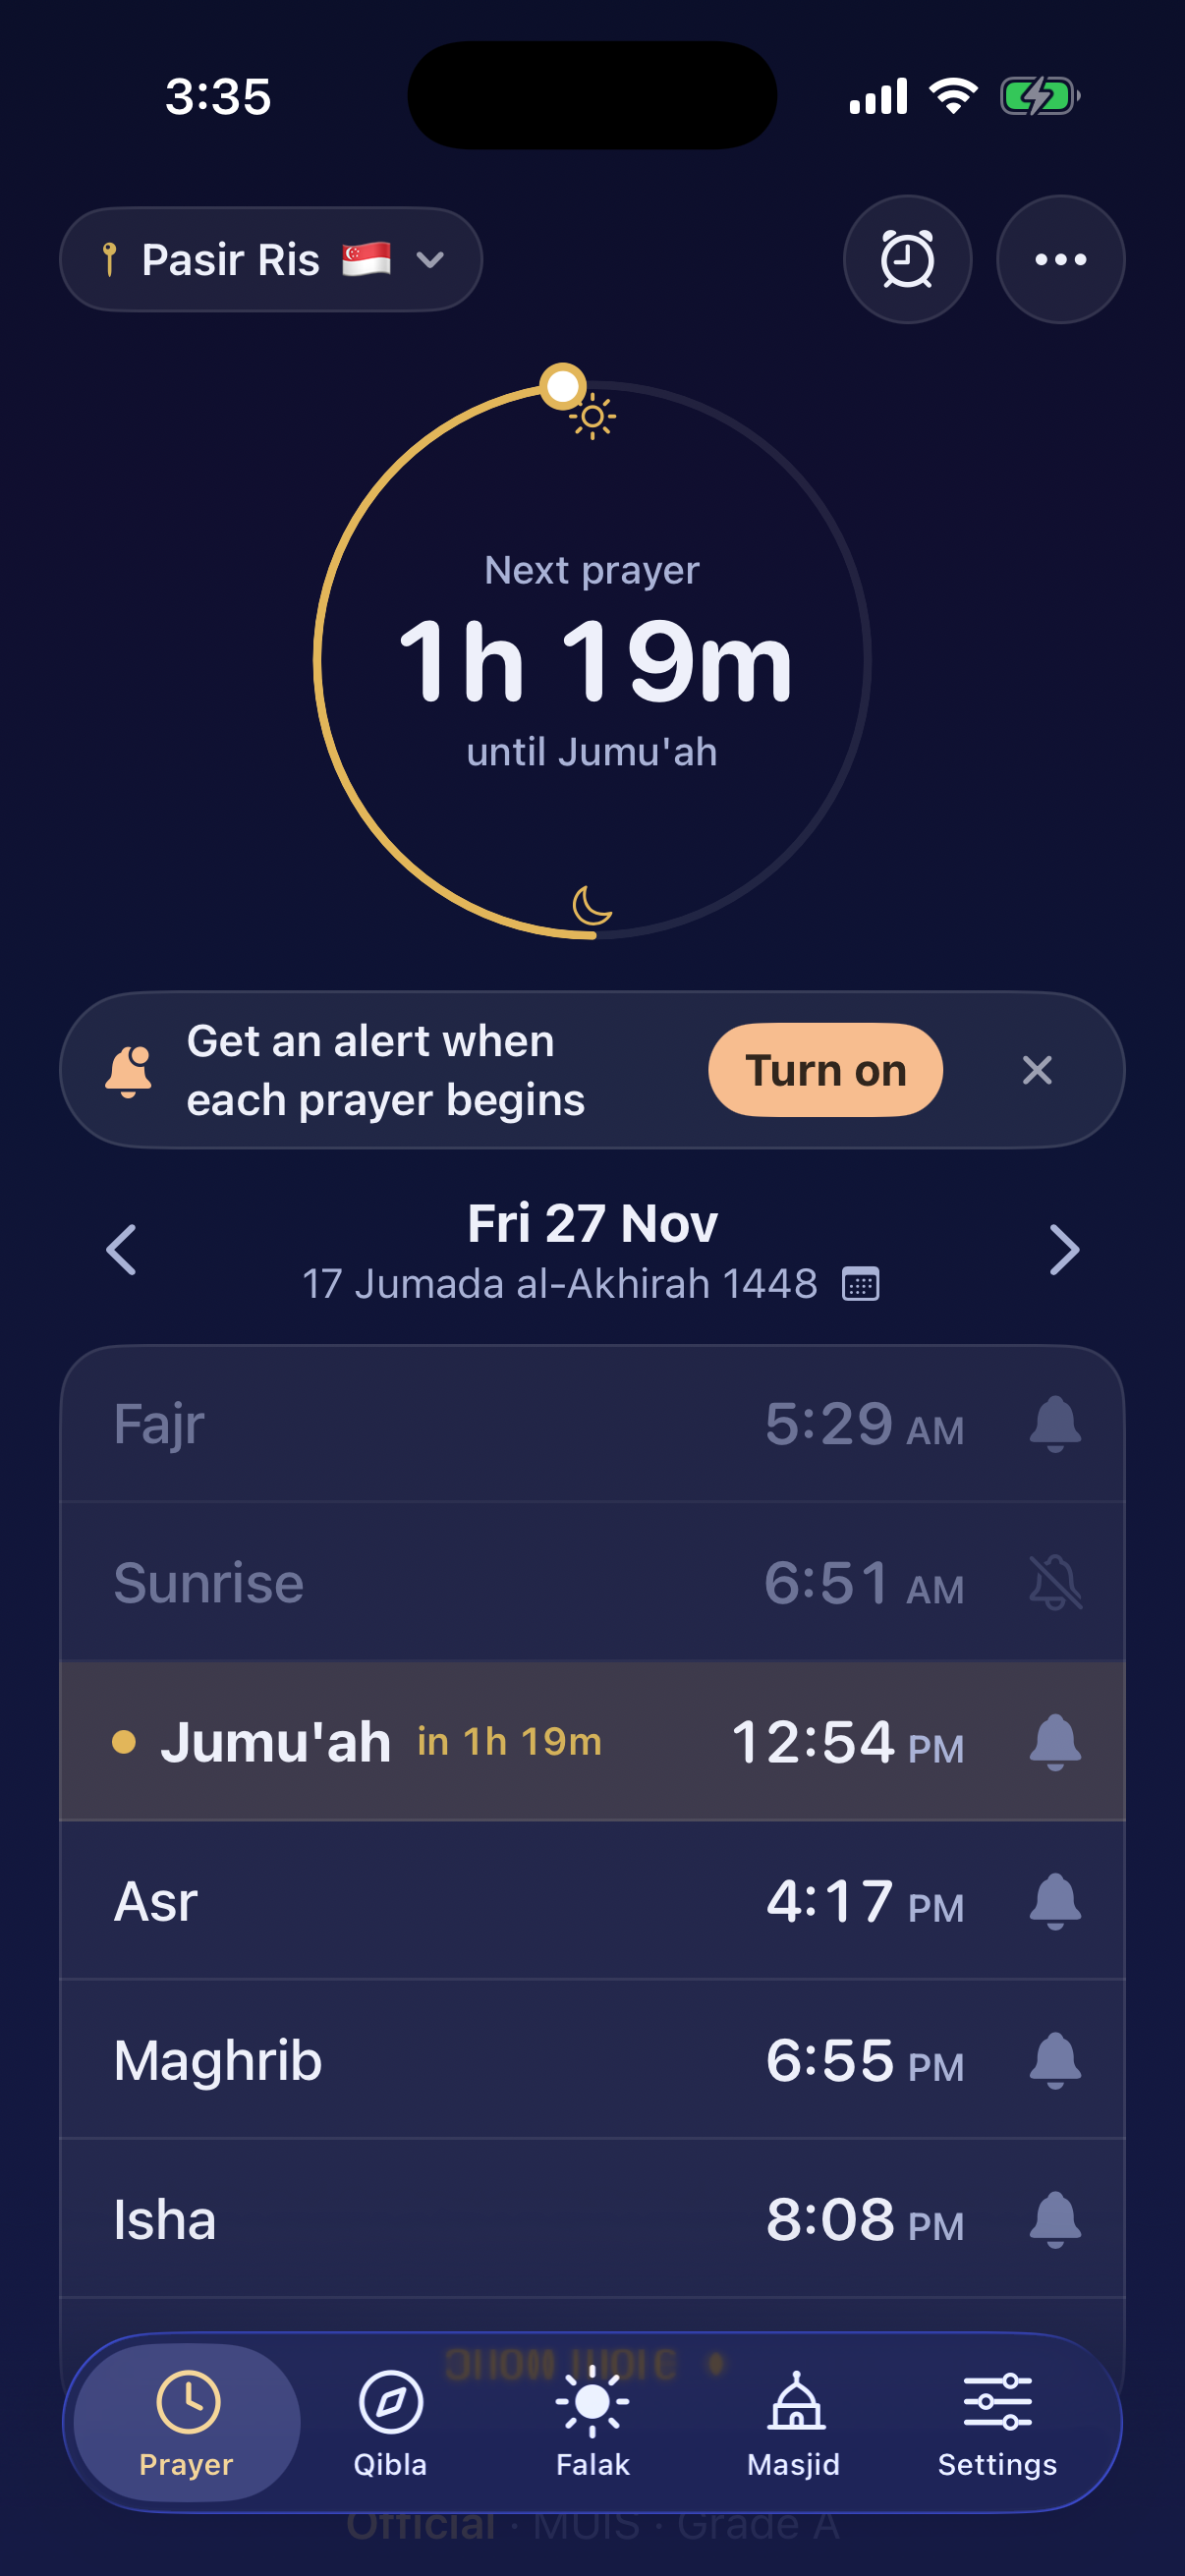 3:35
Pasir Ris
Next prayer
1h 19m
until Jumu'ah
Get an alert when
each prayer begins
Turn on
Fri 27 Nov
17 Jumada al-Akhirah 1448
Fajr 5:29 AM
Sunrise 6:51 AM
Jumu'ah in 1h 19m 12:54 PM
Asr 4:17 PM
Maghrib 6:55 PM
Isha 8:08 PM
Prayer Qibla Falak Masjid Settings
Official · MUIS · Grade A